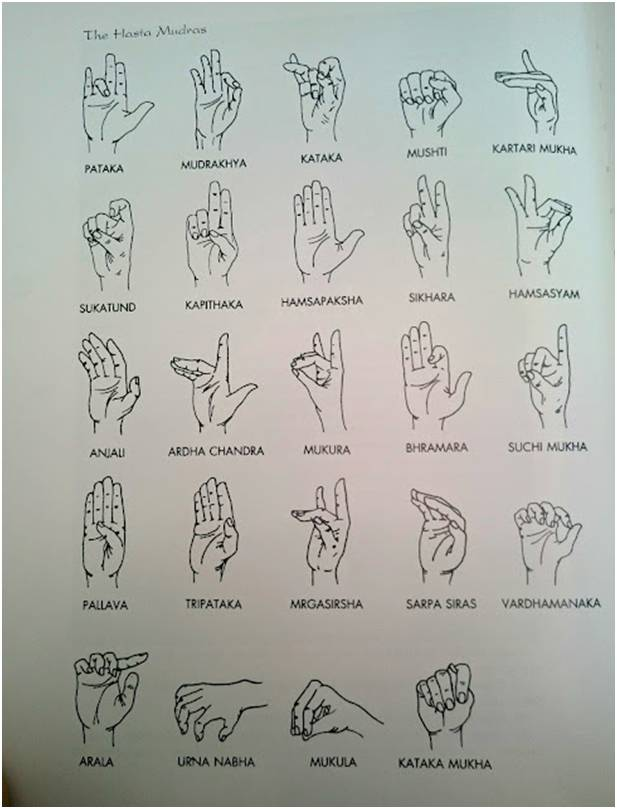 The Hasta Mudras
PATAKA MUDRAKHYA KATAKA MUSHTI KARTARI MUKHA
SUKATUND KAPITHAKA HAMSAPAKSHA SIKHARA HAMSASYAM
ANJALI ARDHA CHANDRA MUKURA BHRAMARA SUCHI MUKHA
PALLAVA TRIPATAKA MRGASIRSHA SARPA SIRAS VARDHAMANAKA
ARALA URNA NABHA MUKULA KATAKA MUKHA